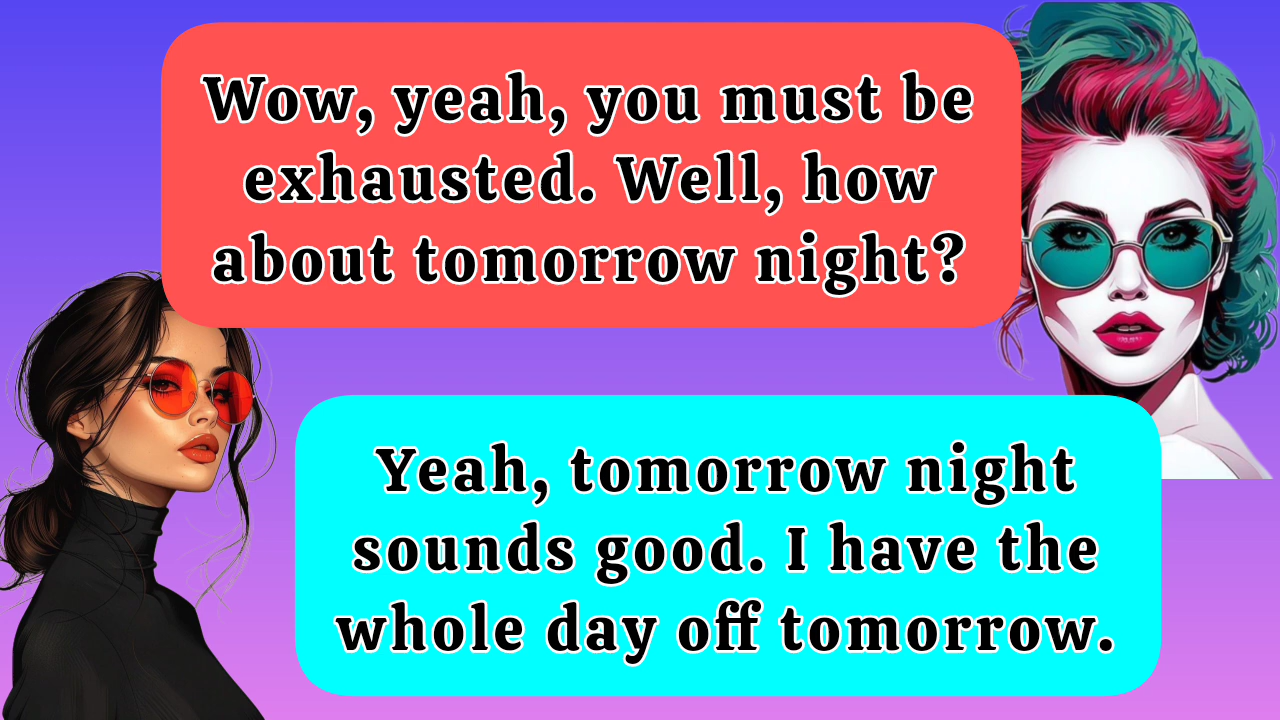 Wow, yeah, you must be
exhausted. Well, how
about tomorrow night?
Yeah, tomorrow night
sounds good. I have the
whole day off tomorrow.